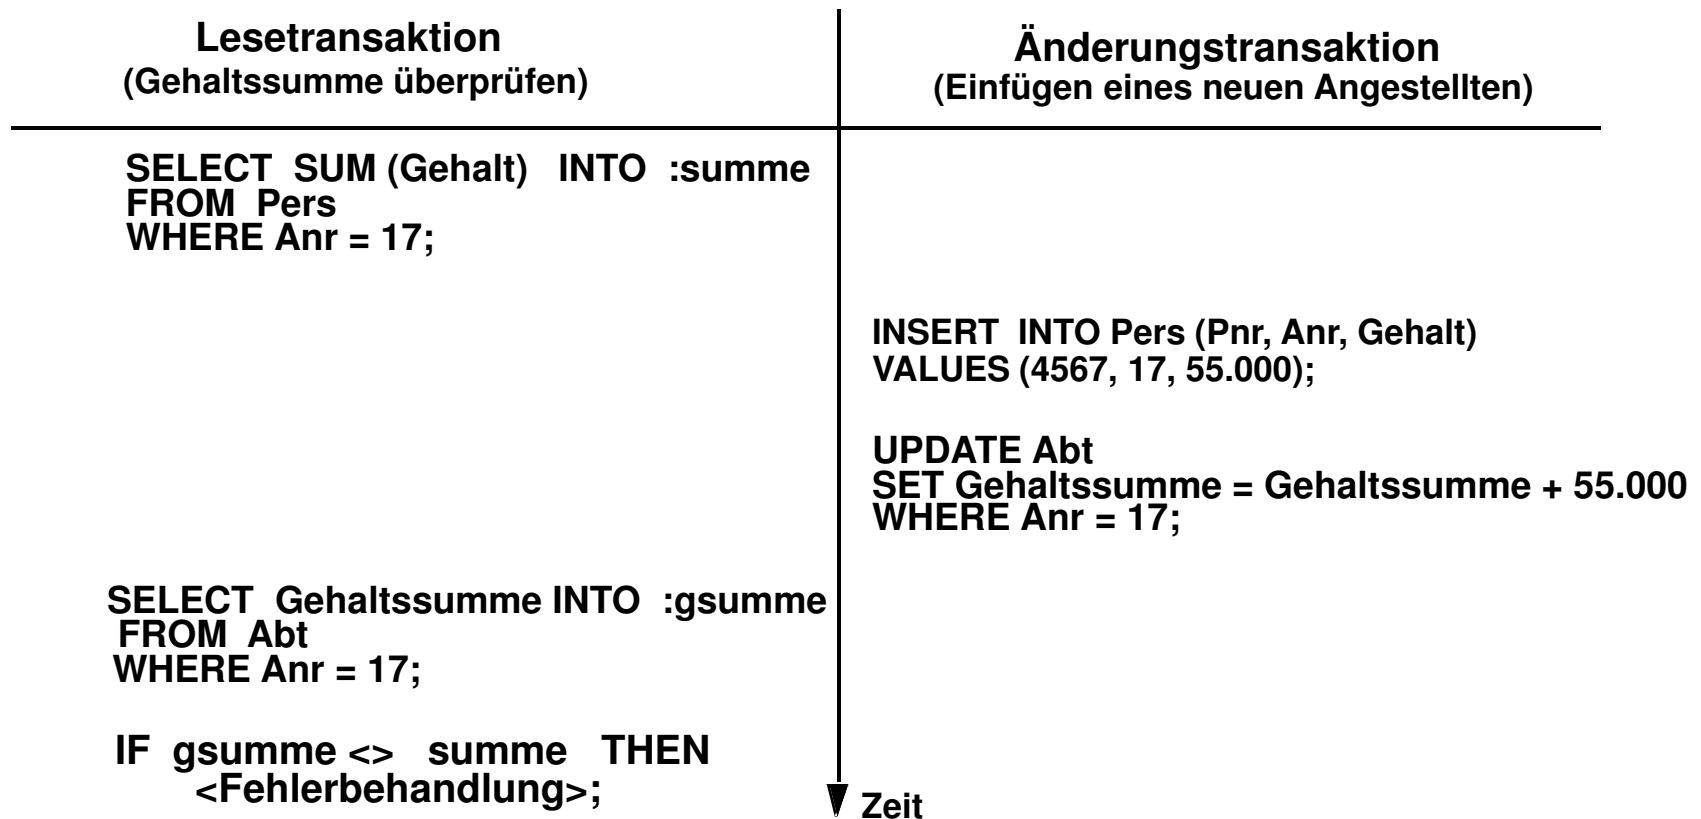 Lesetransaktion
(Gehaltssumme überprüfen)
Änderungstransaktion
(Einfügen eines neuen Angestellten)
SELECT SUM (Gehalt) INTO :summe
FROM Pers
WHERE Anr = 17;
INSERT INTO Pers (Pnr, Anr, Gehalt)
VALUES (4567, 17, 55.000);
UPDATE Abt
SET Gehaltssumme = Gehaltssumme + 55.000
WHERE Anr = 17;
SELECT Gehaltssumme INTO :gsumme
FROM Abt
WHERE Anr = 17;
IF gsumme <> summe THEN
<Fehlerbehandlung>;
Zeit